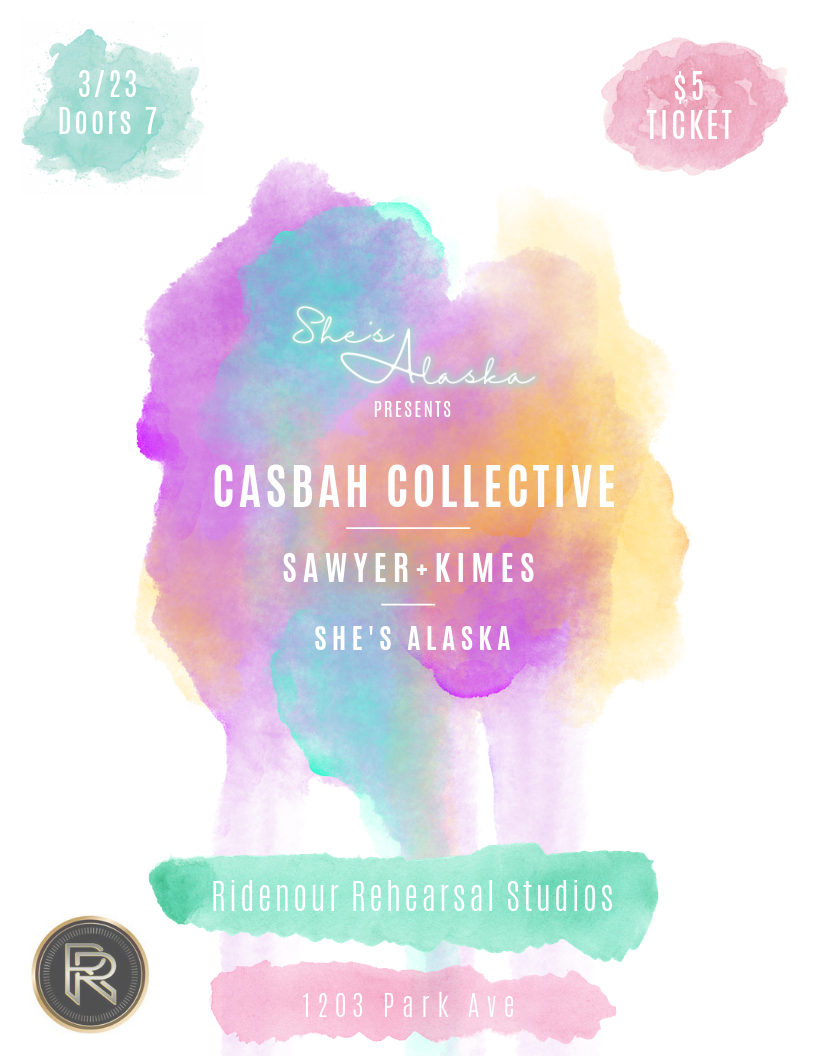 3/23
Doors 7
$5
TICKET
She's
Alaska
PRESENTS
CASBAH COLLECTIVE
SAWYER+KIMES
SHE'S ALASKA
Ridenour Rehearsal Studios
RR
1203 Park Ave